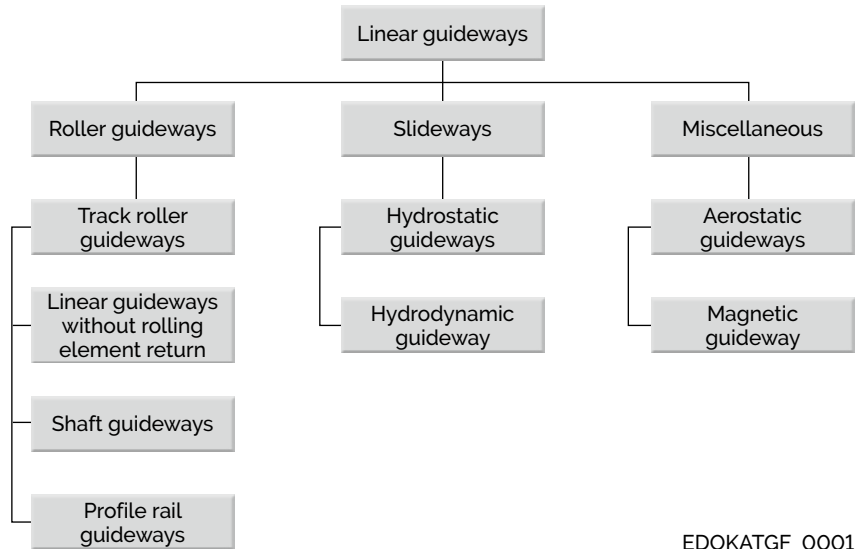 Linear guideways
Roller guideways
Slideways
Miscellaneous
Track roller
guideways
Hydrostatic
guideways
Aerostatic
guideways
Linear guideways
without rolling
element return
Hydrodynamic
guideway
Magnetic
guideway
Shaft guideways
Profile rail
guideways
EDOKATGF_0001